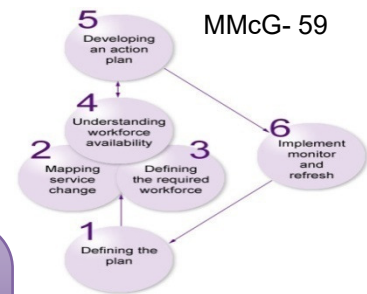 MMcG- 59
5
Developing
an action
plan
4
Understanding
workforce
availability
2
Mapping
service
change
3
Defining
the required
workforce
6
Implement
monitor
and
refresh
1
Defining the
plan